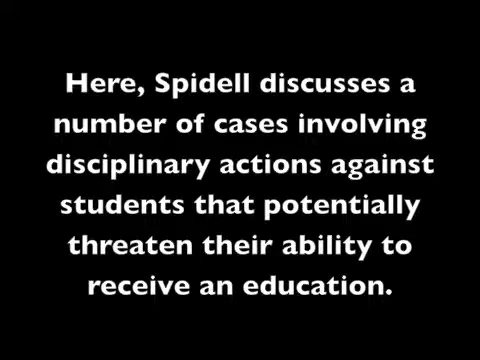 Here, Spidell discusses a
number of cases involving
disciplinary actions against
students that potentially
threaten their ability to
receive an education.